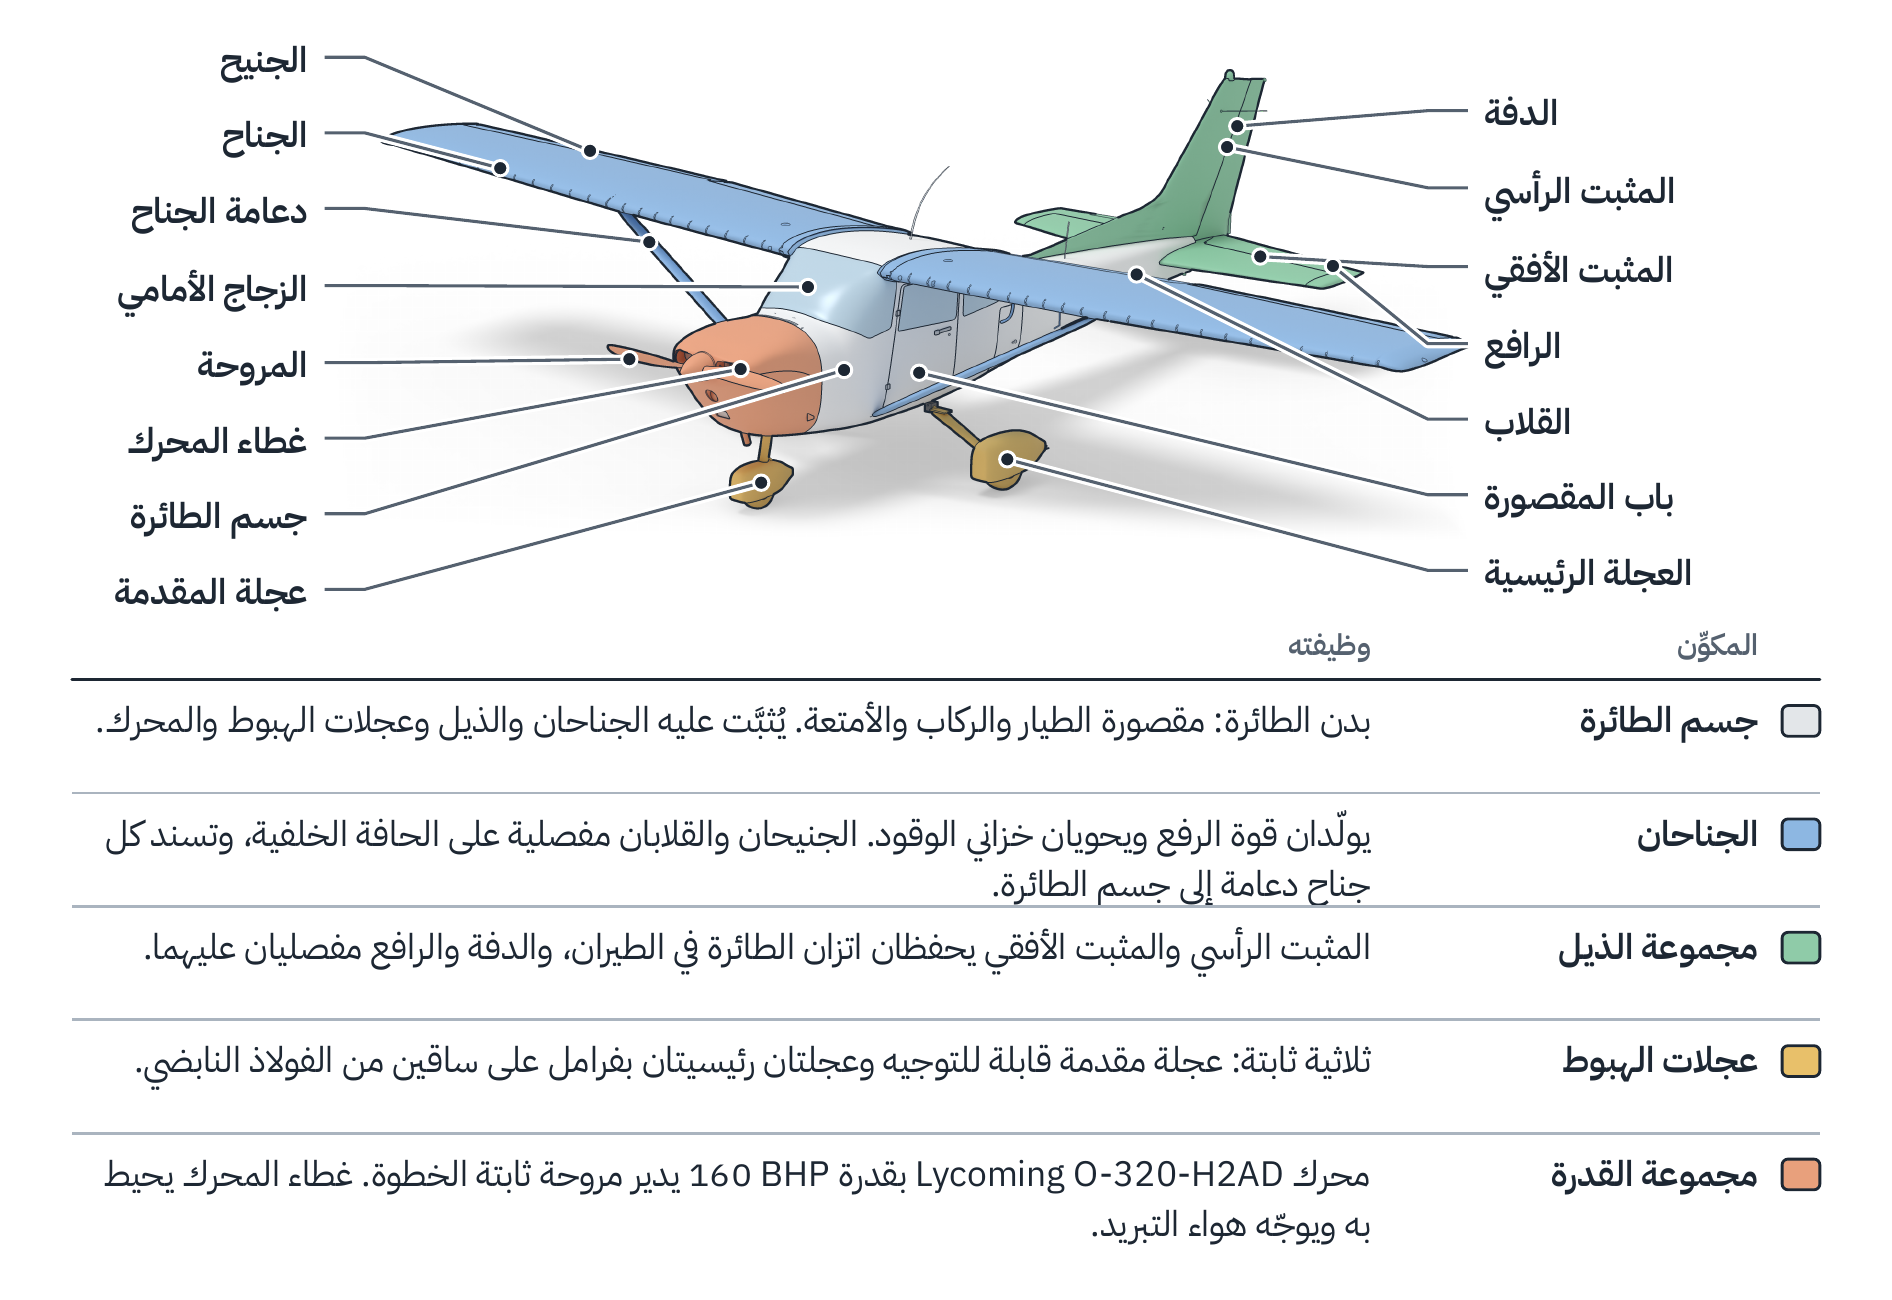 الجنيح
الجناح
دعامة الجناح
الزجاج الأمامي
المروحة
غطاء المحرك
جسم الطائرة
عجلة المقدمة
الدفة
المثبت الرأسي
المثبت الأفقي
الرافع
القلاب
باب المقصورة
العجلة الرئيسية
المكوِّن
وظيفته
جسم الطائرة
بدن الطائرة: مقصورة الطيار والركاب والأمتعة. يُثبَّت عليه الجناحان والذيل وعجلات الهبوط والمحرك.
الجناحان
يولّدان قوة الرفع ويحويان خزاني الوقود. الجنيحان والقلابان مفصلية على الحافة الخلفية، وتسند كل
جناح دعامة إلى جسم الطائرة.
مجموعة الذيل
المثبت الرأسي والمثبت الأفقي يحفظان اتزان الطائرة في الطيران، والدفة والرافع مفصليان عليهما.
عجلات الهبوط
ثلاثية ثابتة: عجلة مقدمة قابلة للتوجيه وعجلتان رئيسيتان بفرامل على ساقين من الفولاذ النابضي.
مجموعة القدرة
محرك Lycoming O-320-H2AD بقدرة 160 BHP يدير مروحة ثابتة الخطوة. غطاء المحرك يحيط
به ويوجّه هواء التبريد.